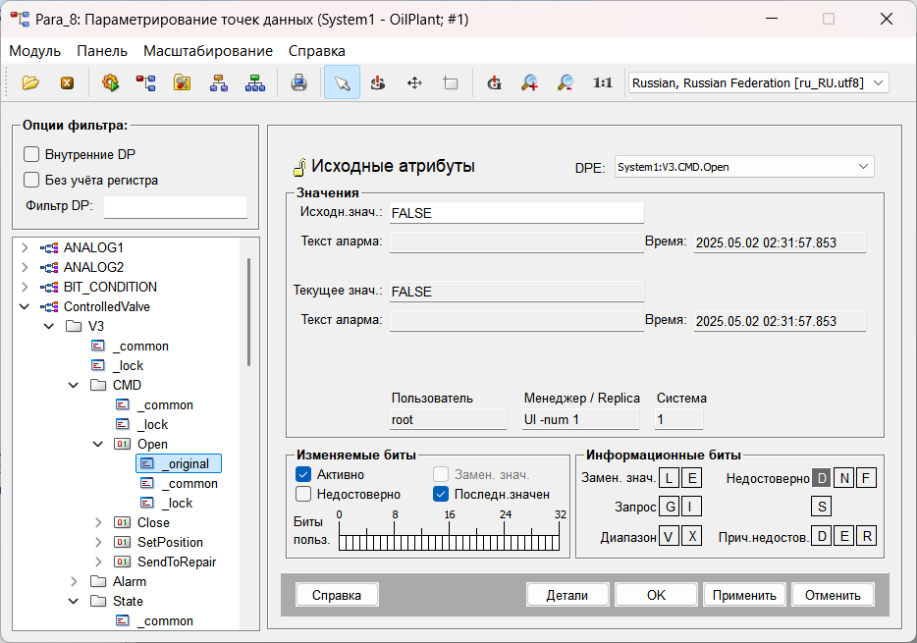 Para_8: Параметрирование точек данных (System1 - OilPlant; #1)
Модуль Панель Масштабирование Справка
1:1 Russian, Russian Federation [ru_RU.utf8]
Опции фильтра:
Внутренние DP
Без учёта регистра
Фильтр DP:
ANALOG1
ANALOG2
BIT_CONDITION
ControlledValve
V3
_common
_lock
CMD
_common
_lock
Open
_original
_common
_lock
Close
SetPosition
SendToRepair
Alarm
State
_common
Исходные атрибуты DPE: System1:V3.CMD.Open
Значения
Исходн.знач.: FALSE
Текст аларма: Время: 2025.05.02 02:31:57.853
Текущее знач.: FALSE
Текст аларма: Время: 2025.05.02 02:31:57.853
Пользователь Менеджер / Replica Система
root UI -num 1 1
Изменяемые биты
Активно Замен. знач.
Недостоверно Последн.значен
0 8 16 24 32
Биты
польз.
Информационные биты
Замен. знач. L E Недостоверно D N F
Запрос G I S
Диапазон V X Прич.недостов. D E R
Справка Детали OK Применить Отменить